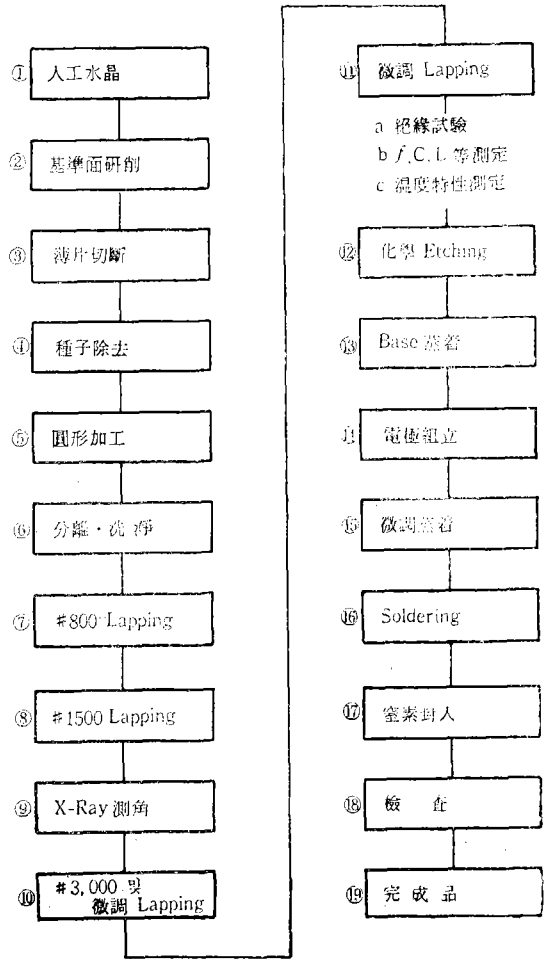 ① 人工水晶
② 基準面硏削
③ 薄片切斷
④ 種子除去
⑤ 圓形加工
⑥ 分離・洗淨
⑦ #800 Lapping
⑧ #1500 Lapping
⑨ X-Ray 測角
⑩ #3,000 및
微調 Lapping
⑪ 微調 Lapping
a 絕緣試驗
b f, C, L 等測定
c 溫度特性測定
⑫ 化學 Etching
⑬ Base 蒸着
電極組立
⑮ 微調蒸着
⑯ Soldering
⑰ 窒素封入
⑱ 檢 査
⑲ 完成品